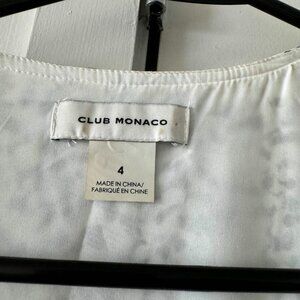 CLUB MONACO
4
MADE IN CHINA/
FABRIQUÉ EN CHINE